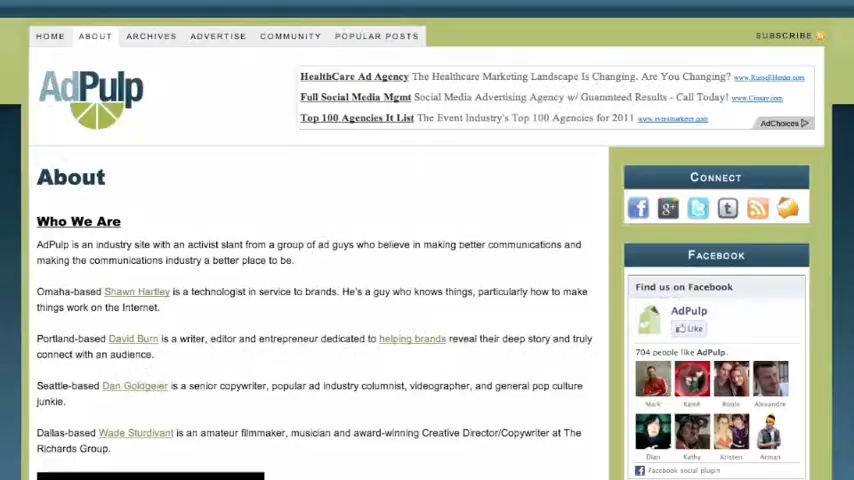 HOME ABOUT ARCHIVES ADVERTISE COMMUNITY POPULAR POSTS SUBSCRIBE
AdPulp
HealthCare Ad Agency The Healthcare Marketing Landscape Is Changing. Are You Changing?
Full Social Media Mgmt Social Media Advertising Agency w/ Guaranteed Results - Call Today!
Top 100 Agencies It List The Event Industry's Top 100 Agencies for 2011 www.eventmarketer.com
AdChoices
About
Who We Are
AdPulp is an industry site with an activist slant from a group of ad guys who believe in making better communications and
making the communications industry a better place to be.
Omaha-based Shawn Hartley is a technologist in service to brands. He's a guy who knows things, particularly how to make
things work on the Internet.
Portland-based David Burn is a writer, editor and entrepreneur dedicated to helping brands reveal their deep story and truly
connect with an audience.
Seattle-based Dan Goldgeier is a senior copywriter, popular ad industry columnist, videographer, and general pop culture
junkie.
Dallas-based Wade Sturdivant is an amateur filmmaker, musician and award-winning Creative Director/Copywriter at The
Richards Group.
CONNECT
FACEBOOK
Find us on Facebook
AdPulp
Like
704 people like AdPulp.
Mark Alexandre
Dian Kathy Kristen Arman
Facebook social plugin